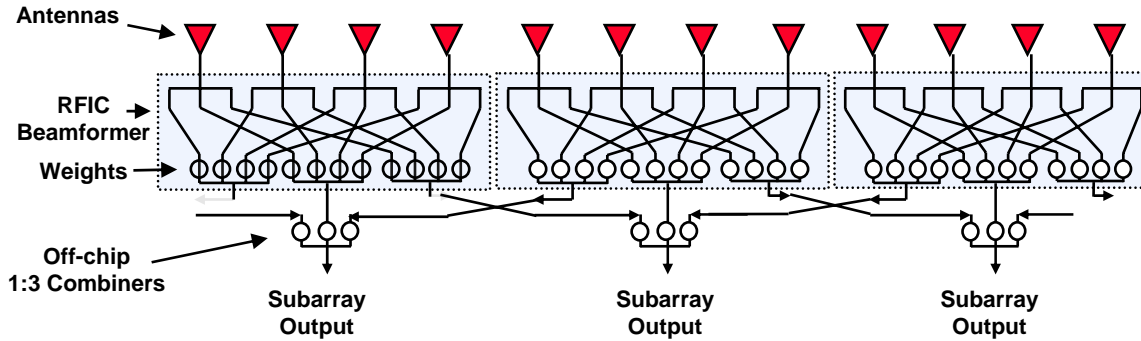 Antennas
RFIC
Beamformer
Weights
Off-chip
1:3 Combiners
Subarray
Output
Subarray
Output
Subarray
Output